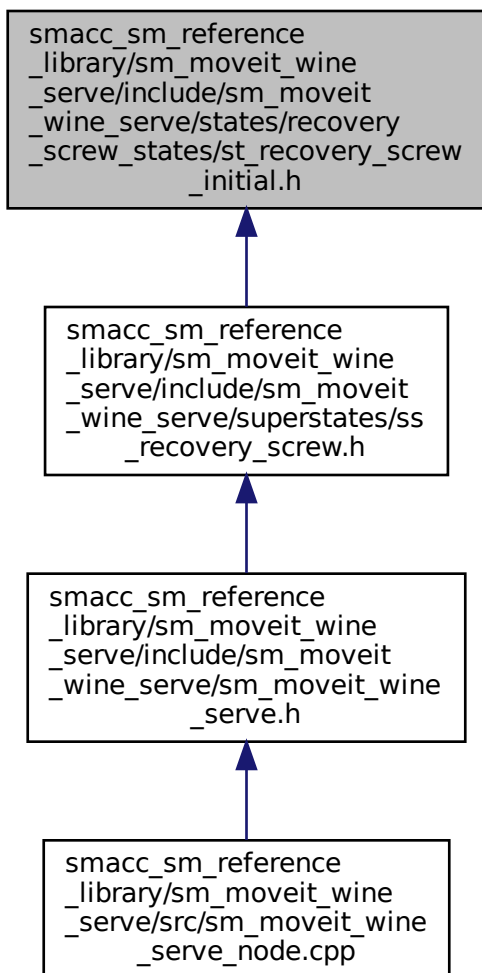 smacc_sm_reference
_library/sm_moveit_wine
_serve/include/sm_moveit
_wine_serve/states/recovery
_screw_states/st_recovery_screw
_initial.h
smacc_sm_reference
_library/sm_moveit_wine
_serve/include/sm_moveit
_wine_serve/superstates/ss
_recovery_screw.h
smacc_sm_reference
_library/sm_moveit_wine
_serve/include/sm_moveit
_wine_serve/sm_moveit_wine
_serve.h
smacc_sm_reference
_library/sm_moveit_wine
_serve/src/sm_moveit_wine
_serve_node.cpp